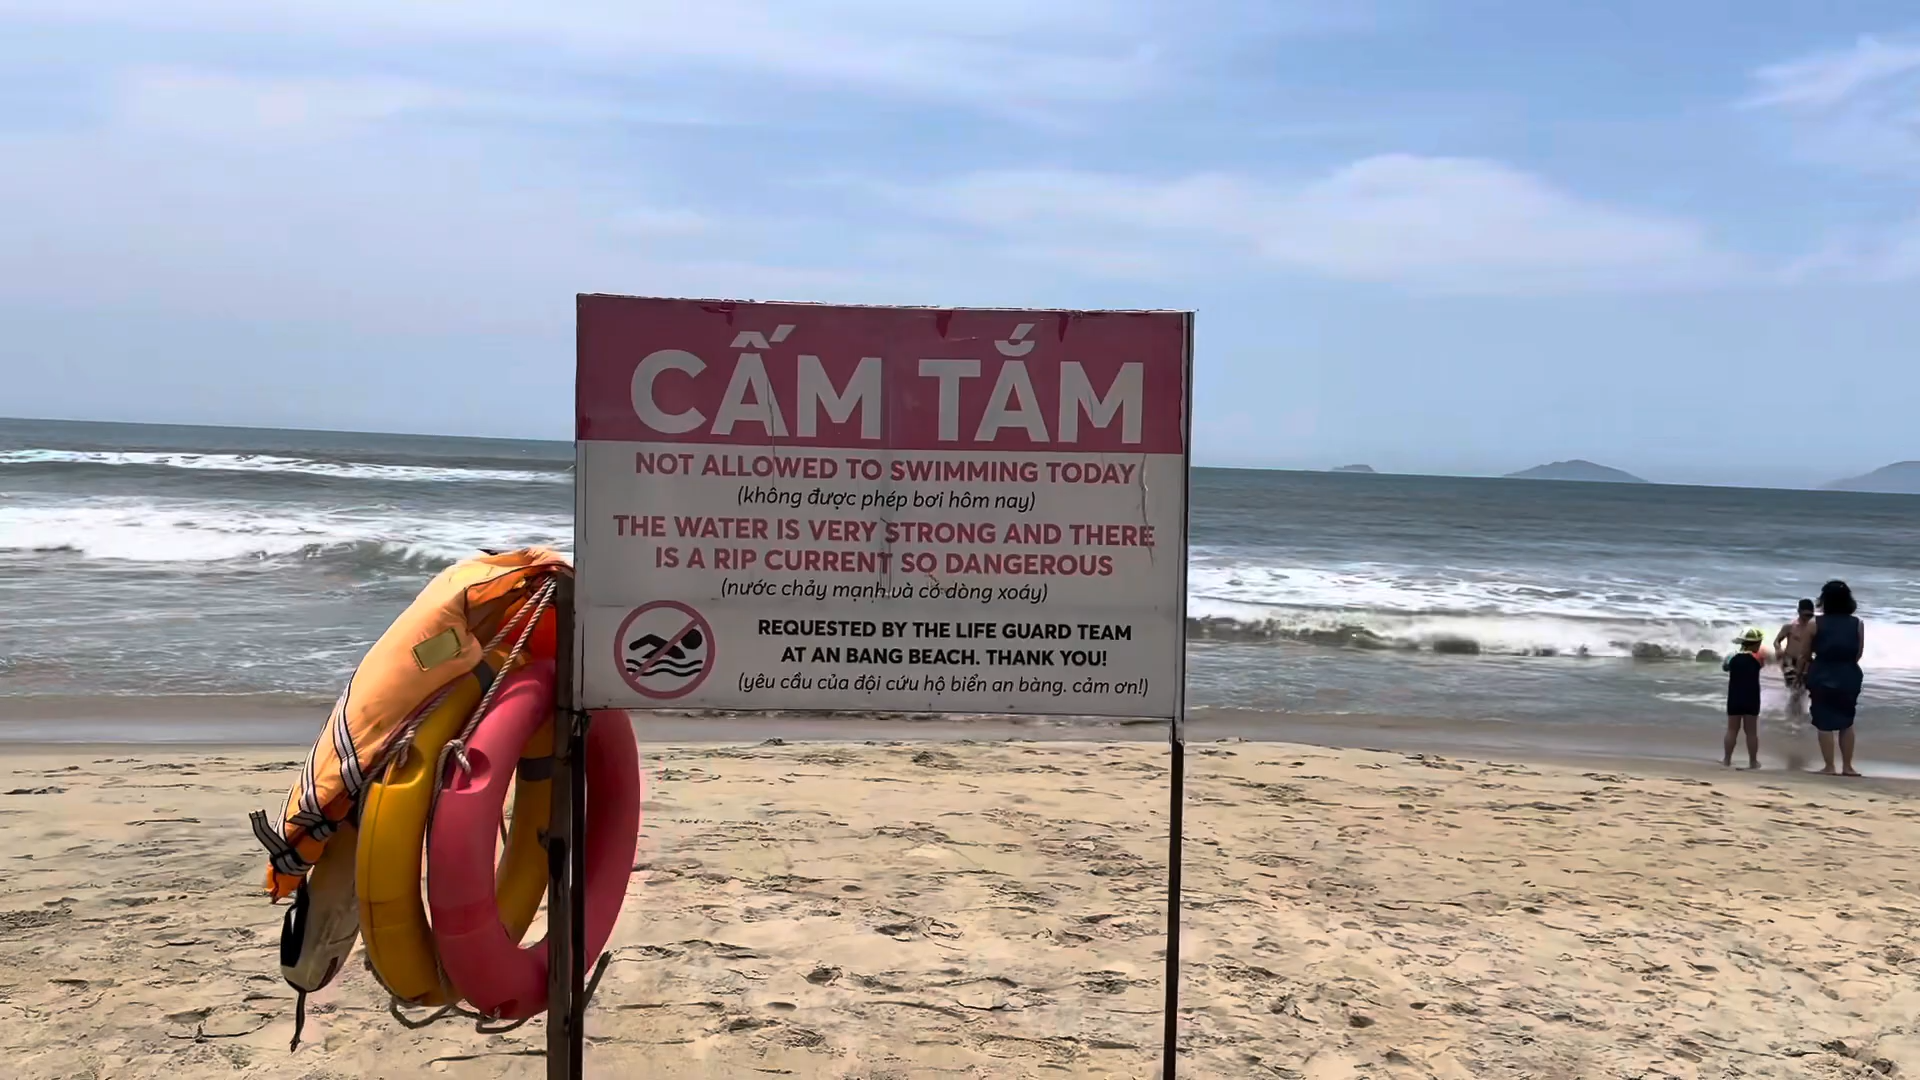 CẤM TẮM
NOT ALLOWED TO SWIMMING TODAY
(không được phép bơi hôm nay)
THE WATER IS VERY STRONG AND THERE
IS A RIP CURRENT SO DANGEROUS
(nước chảy mạnh và có dòng xoáy)
REQUESTED BY THE LIFE GUARD TEAM
AT AN BANG BEACH. THANK YOU!
(yêu cầu của đội cứu hộ biển an bàng. cảm ơn!)